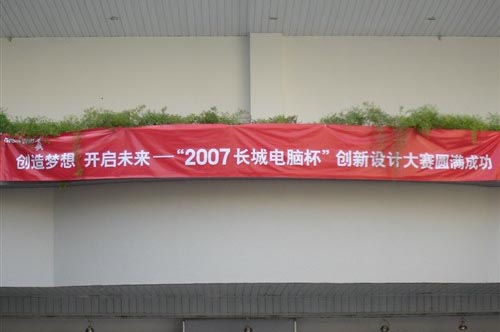 创造梦想 开启未来—“2007长城电脑杯”创新设计大赛圆满成功